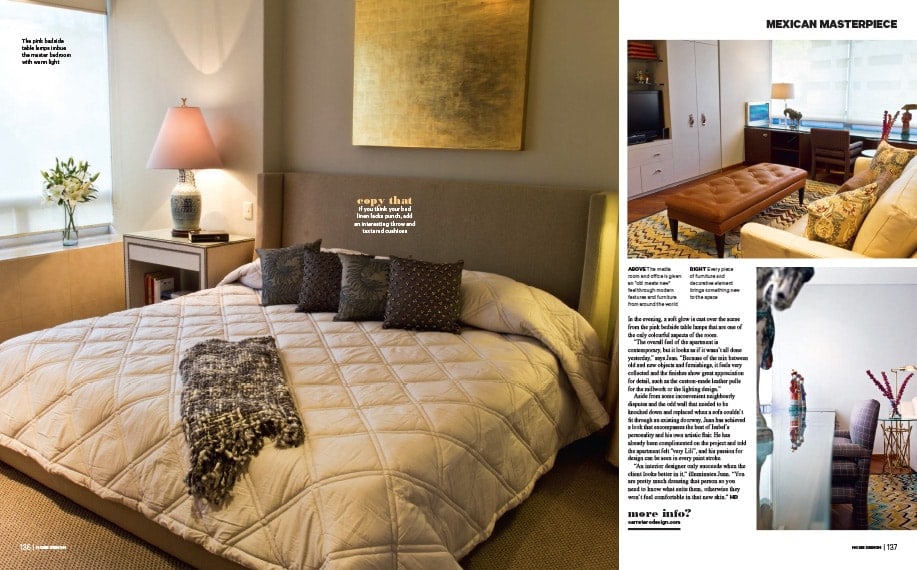 The pink bedside
table lamps imbue
the master bedroom
with warm light
copy that
If you think your bed
linen lacks punch, add
an interesting throw and
textured cushions
136 | HOME DESIGN
MEXICAN MASTERPIECE
ABOVE The media
room and office is given
an "old meets new"
feel through modern
features and furniture
from around the world
RIGHT Every piece
of furniture and
decorative element
brings something new
to the space
In the evening, a soft glow is cast over the scene
from the pink bedside table lamps that are one of
the only colourful aspects of the room.
"The overall feel of the apartment is
contemporary, but it looks as if it wasn't all done
yesterday," says Juan. "Because of the mix between
old and new objects and furnishings, it feels very
collected and the finishes show great appreciation
for detail, such as the custom-made leather pulls
for the millwork or the lighting design."
Aside from some inconvenient neighbourly
disputes and the odd wall that needed to be
knocked down and replaced when a sofa couldn't
fit through an existing doorway, Juan has achieved
a look that encompasses the best of Isabel's
personality and his own artistic flair. He has
already been complimented on the project and told
the apartment felt "very Lili", and his passion for
design can be seen in every paint stroke.
"An interior designer only succeeds when the
client looks better in it," illuminates Juan. "You
are pretty much dressing that person so you
need to know what suits them, otherwise they
won't feel comfortable in that new skin." HD
more info?
carreterodesign.com
HOME DESIGN | 137